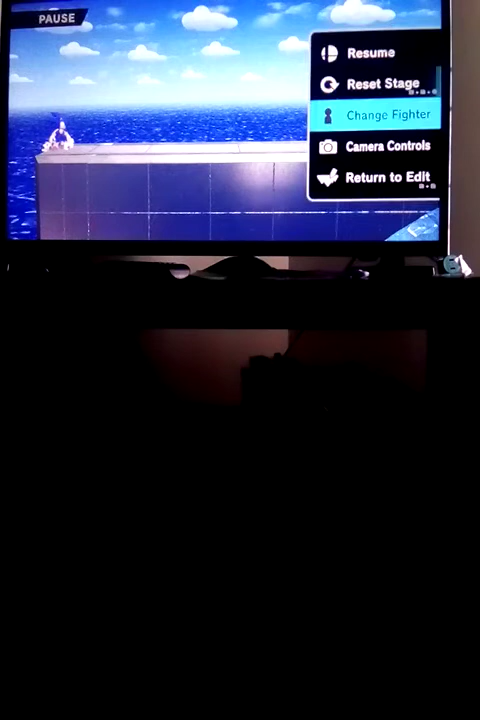 PAUSE
Resume
Reset Stage
Change Fighter
Camera Controls
Return to Edit